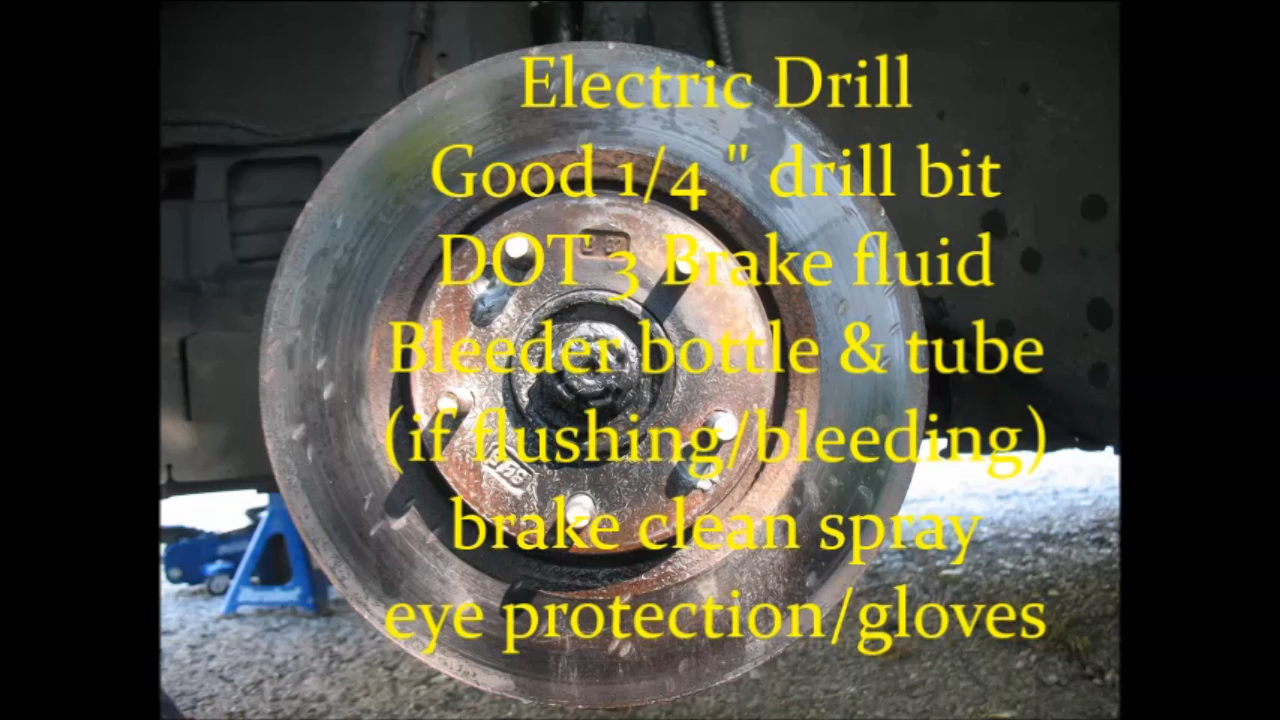 Electric Drill
Good 1/4 " drill bit
DOT 3 Brake fluid
Bleeder bottle & tube
(if flushing/bleeding)
brake clean spray
eye protection/gloves